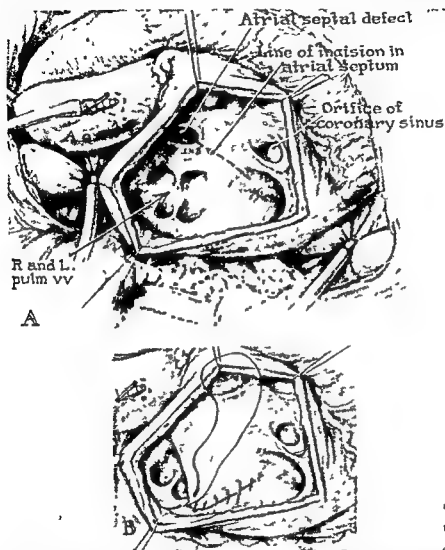 Atrial septal defect
Line of incision in
atrial septum
Orifice of
coronary sinus
R and L.
pulm vv
A
B